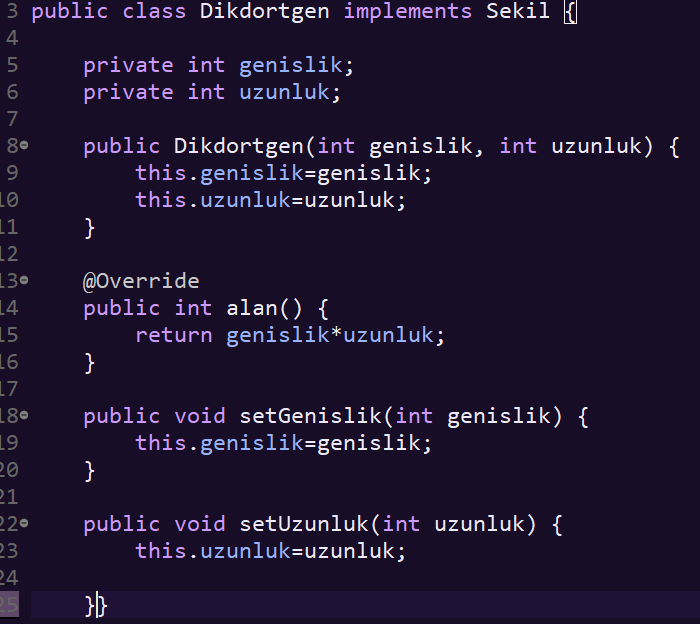 3 public class Dikdortgen implements Sekil {
4
5     private int genislik;
6     private int uzunluk;
7
8     public Dikdortgen(int genislik, int uzunluk) {
9         this.genislik=genislik;
10         this.uzunluk=uzunluk;
11     }
12
13     @Override
14     public int alan() {
15         return genislik*uzunluk;
16     }
17
18     public void setGenislik(int genislik) {
19         this.genislik=genislik;
20     }
21
22     public void setUzunluk(int uzunluk) {
23         this.uzunluk=uzunluk;
24
25     }}